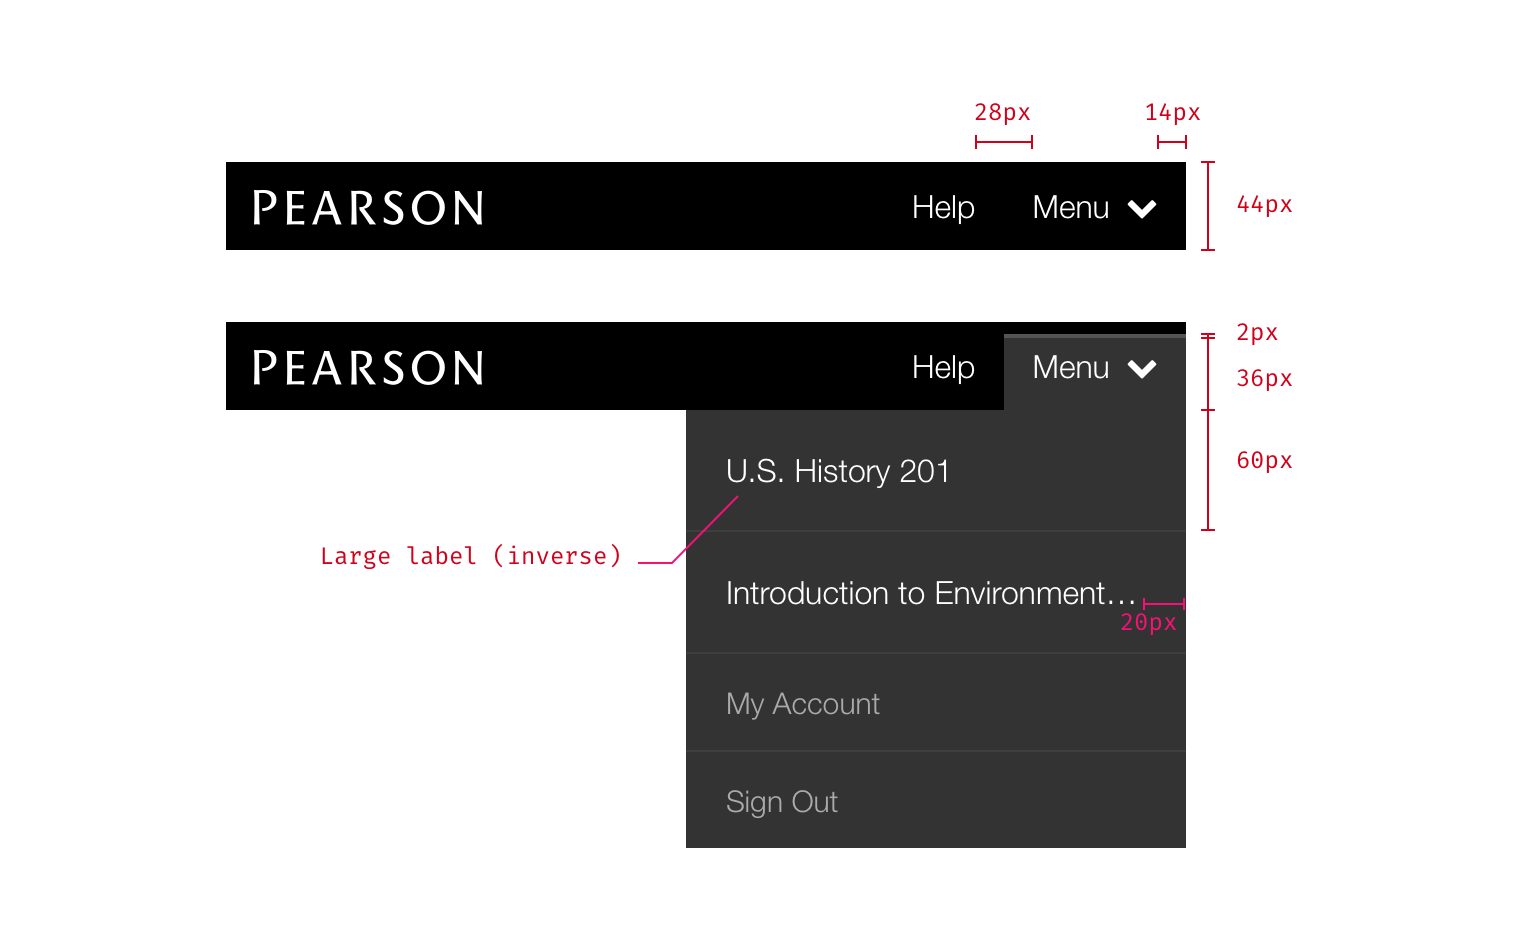 28px 14px
PEARSON Help Menu 44px
2px
PEARSON Help Menu 36px
U.S. History 201 60px
Large label (inverse)
Introduction to Environment...
20px
My Account
Sign Out